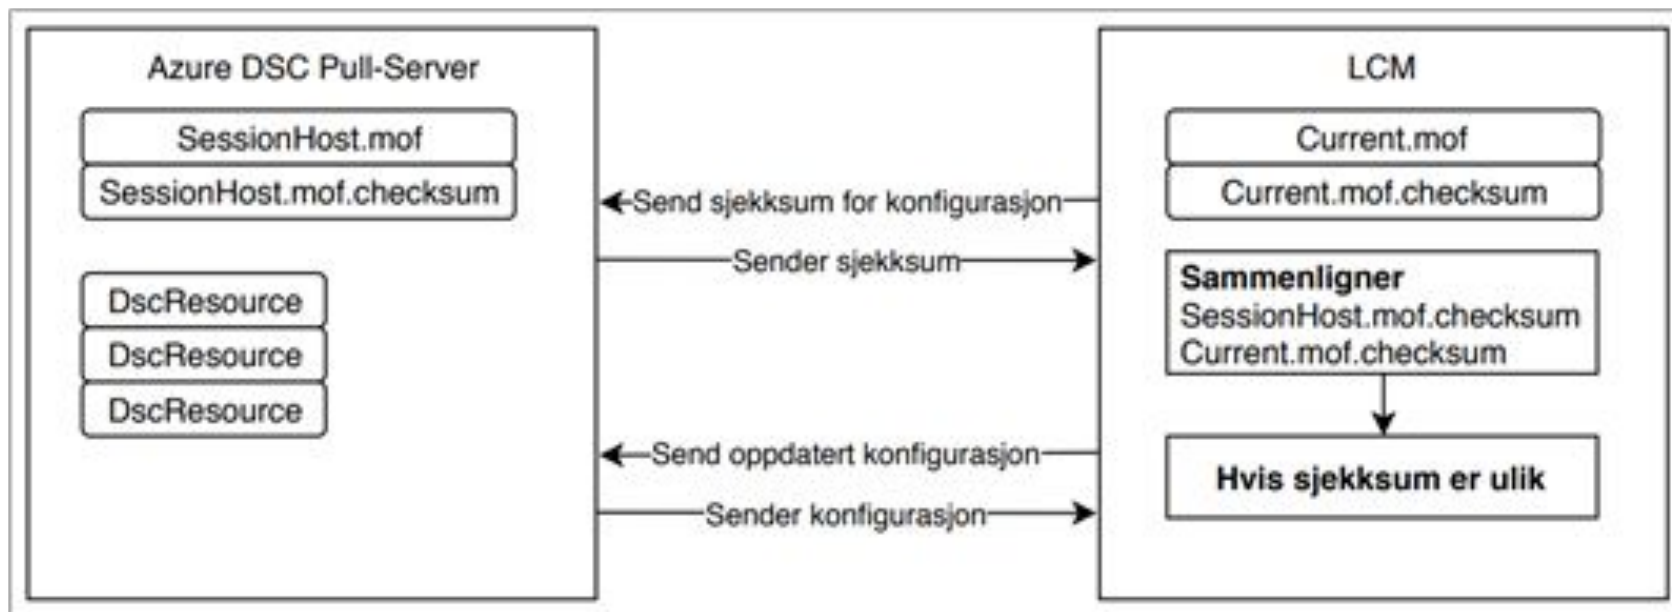 Azure DSC Pull-Server
SessionHost.mof
SessionHost.mof.checksum
DscResource
DscResource
DscResource
Send sjekksum for konfigurasjon
Sender sjekksum
Send oppdatert konfigurasjon
Sender konfigurasjon
LCM
Current.mof
Current.mof.checksum
Sammenligner
SessionHost.mof.checksum
Current.mof.checksum
Hvis sjekksum er ulik